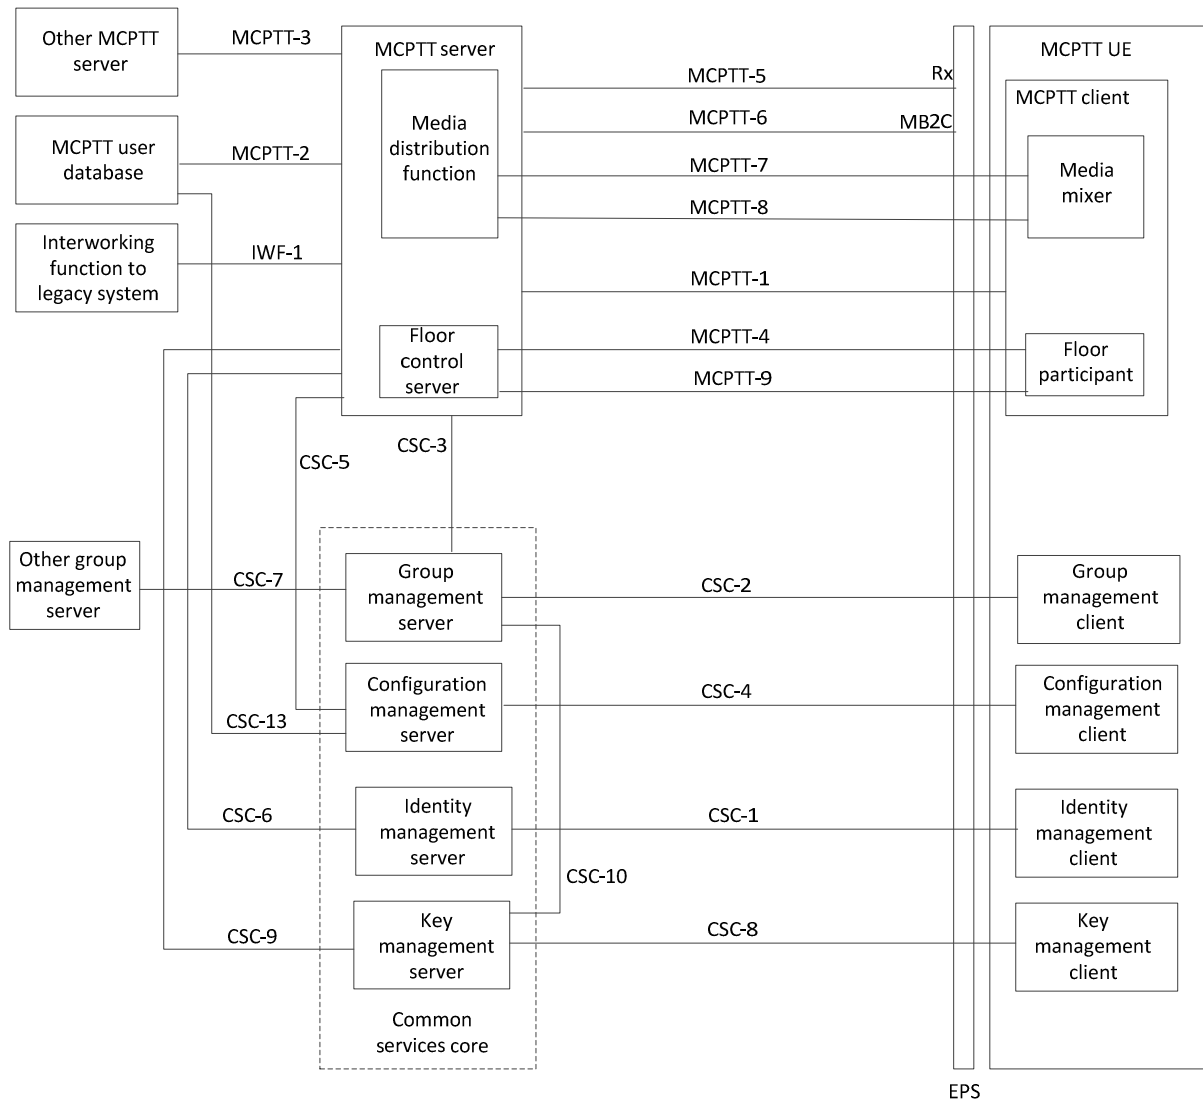 Other MCPTT
server
MCPTT-3
MCPTT server
MCPTT UE
MCPTT-5
Rx
MCPTT client
MCPTT user
database
MCPTT-2
Media
distribution
function
MCPTT-6
MB2C
MCPTT-7
Media
mixer
MCPTT-8
Interworking
function to
legacy system
IWF-1
MCPTT-1
Floor
control
server
MCPTT-4
MCPTT-9
Floor
participant
CSC-3
CSC-5
Other group
management
server
CSC-7
Group
management
server
CSC-2
Group
management
client
CSC-13
Configuration
management
server
CSC-4
Configuration
management
client
CSC-6
Identity
management
server
CSC-1
Identity
management
client
CSC-10
CSC-9
Key
management
server
CSC-8
Key
management
client
Common
services core
EPS